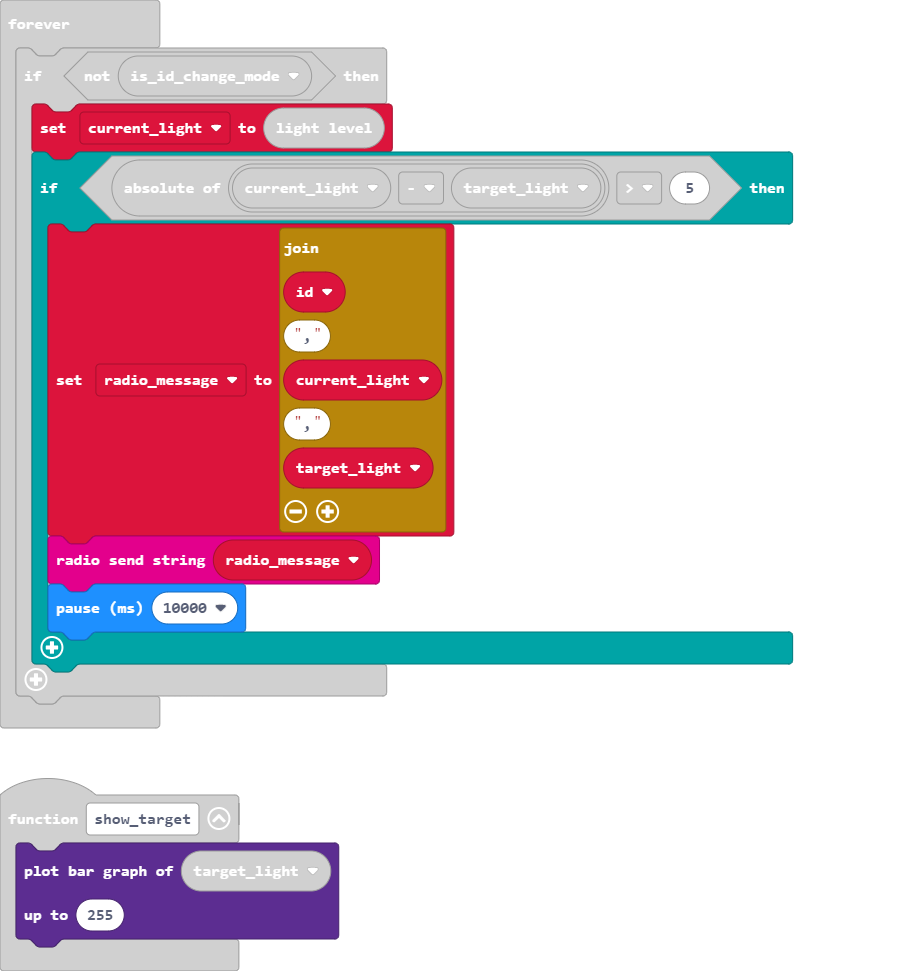 forever
if not is_id_change_mode then
set current_light to light level
if absolute of current_light - target_light > 5 then
join
id
","
set radio_message to current_light
","
target_light
radio send string radio_message
pause (ms) 10000
function show_target
plot bar graph of target_light
up to 255